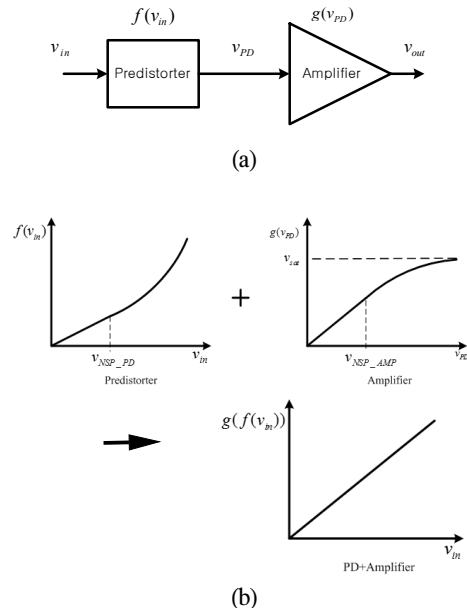 f(v_in)
g(v_PD)
v_in
v_PD
v_out
Predistorter
Amplifier
(a)
f(v_in)
g(v_PD)
v_sat
+
v_NSP_PD
v_in
v_NSP_AMP
v_PD
Predistorter
Amplifier
g(f(v_in))
v_in
PD+Amplifier
(b)